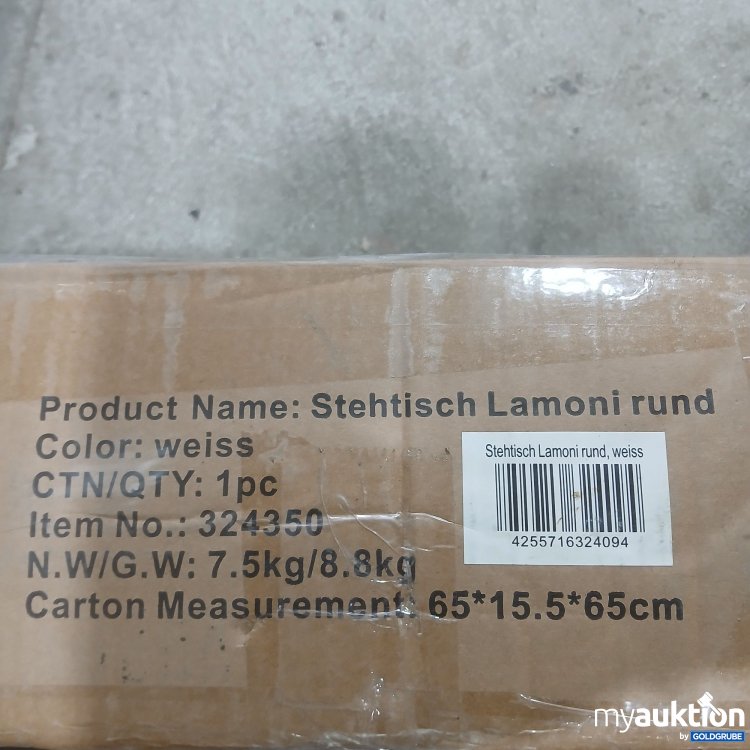 Product Name: Stehtisch Lamoni rund
Color: weiss
CTN/QTY: 1pc
Item No.: 324350
N.W/G.W: 7.5kg/8.8kg
Carton Measurement: 65*15.5*65cm
Stehtisch Lamoni rund, weiss
4255716324094
myauktion
by GOLDGRUBE